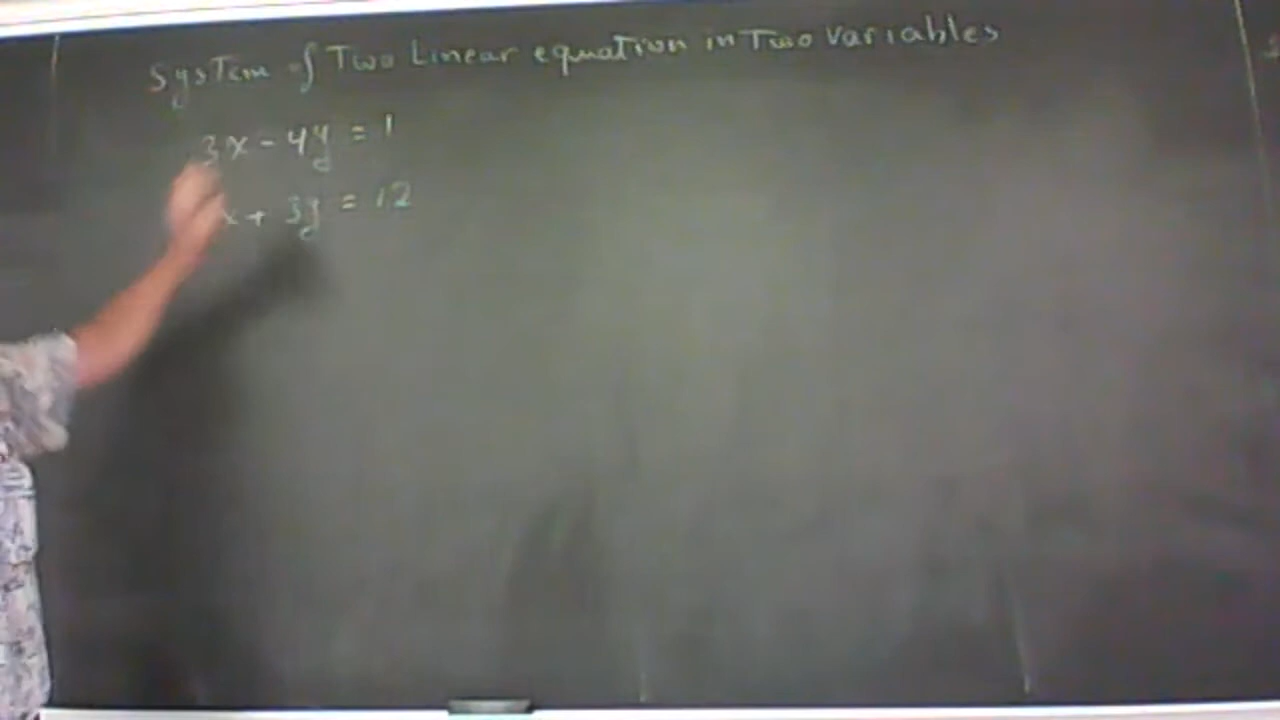 System of Two Linear equation in Two Variables
3x - 4y = 1
x + 3y = 12